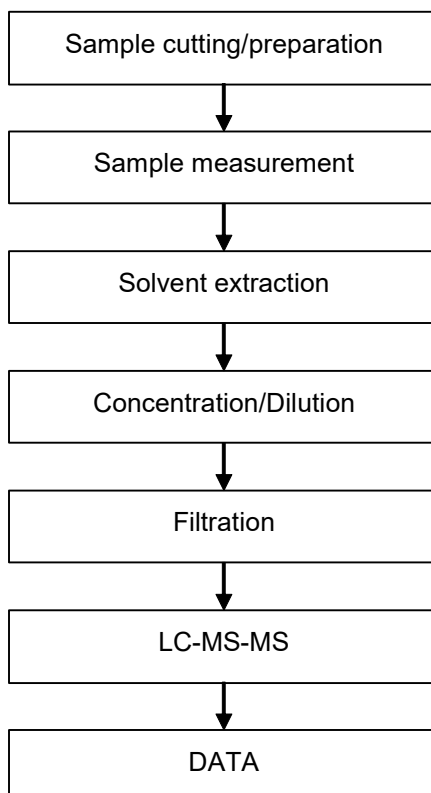 Sample cutting/preparation
Sample measurement
Solvent extraction
Concentration/Dilution
Filtration
LC-MS-MS
DATA